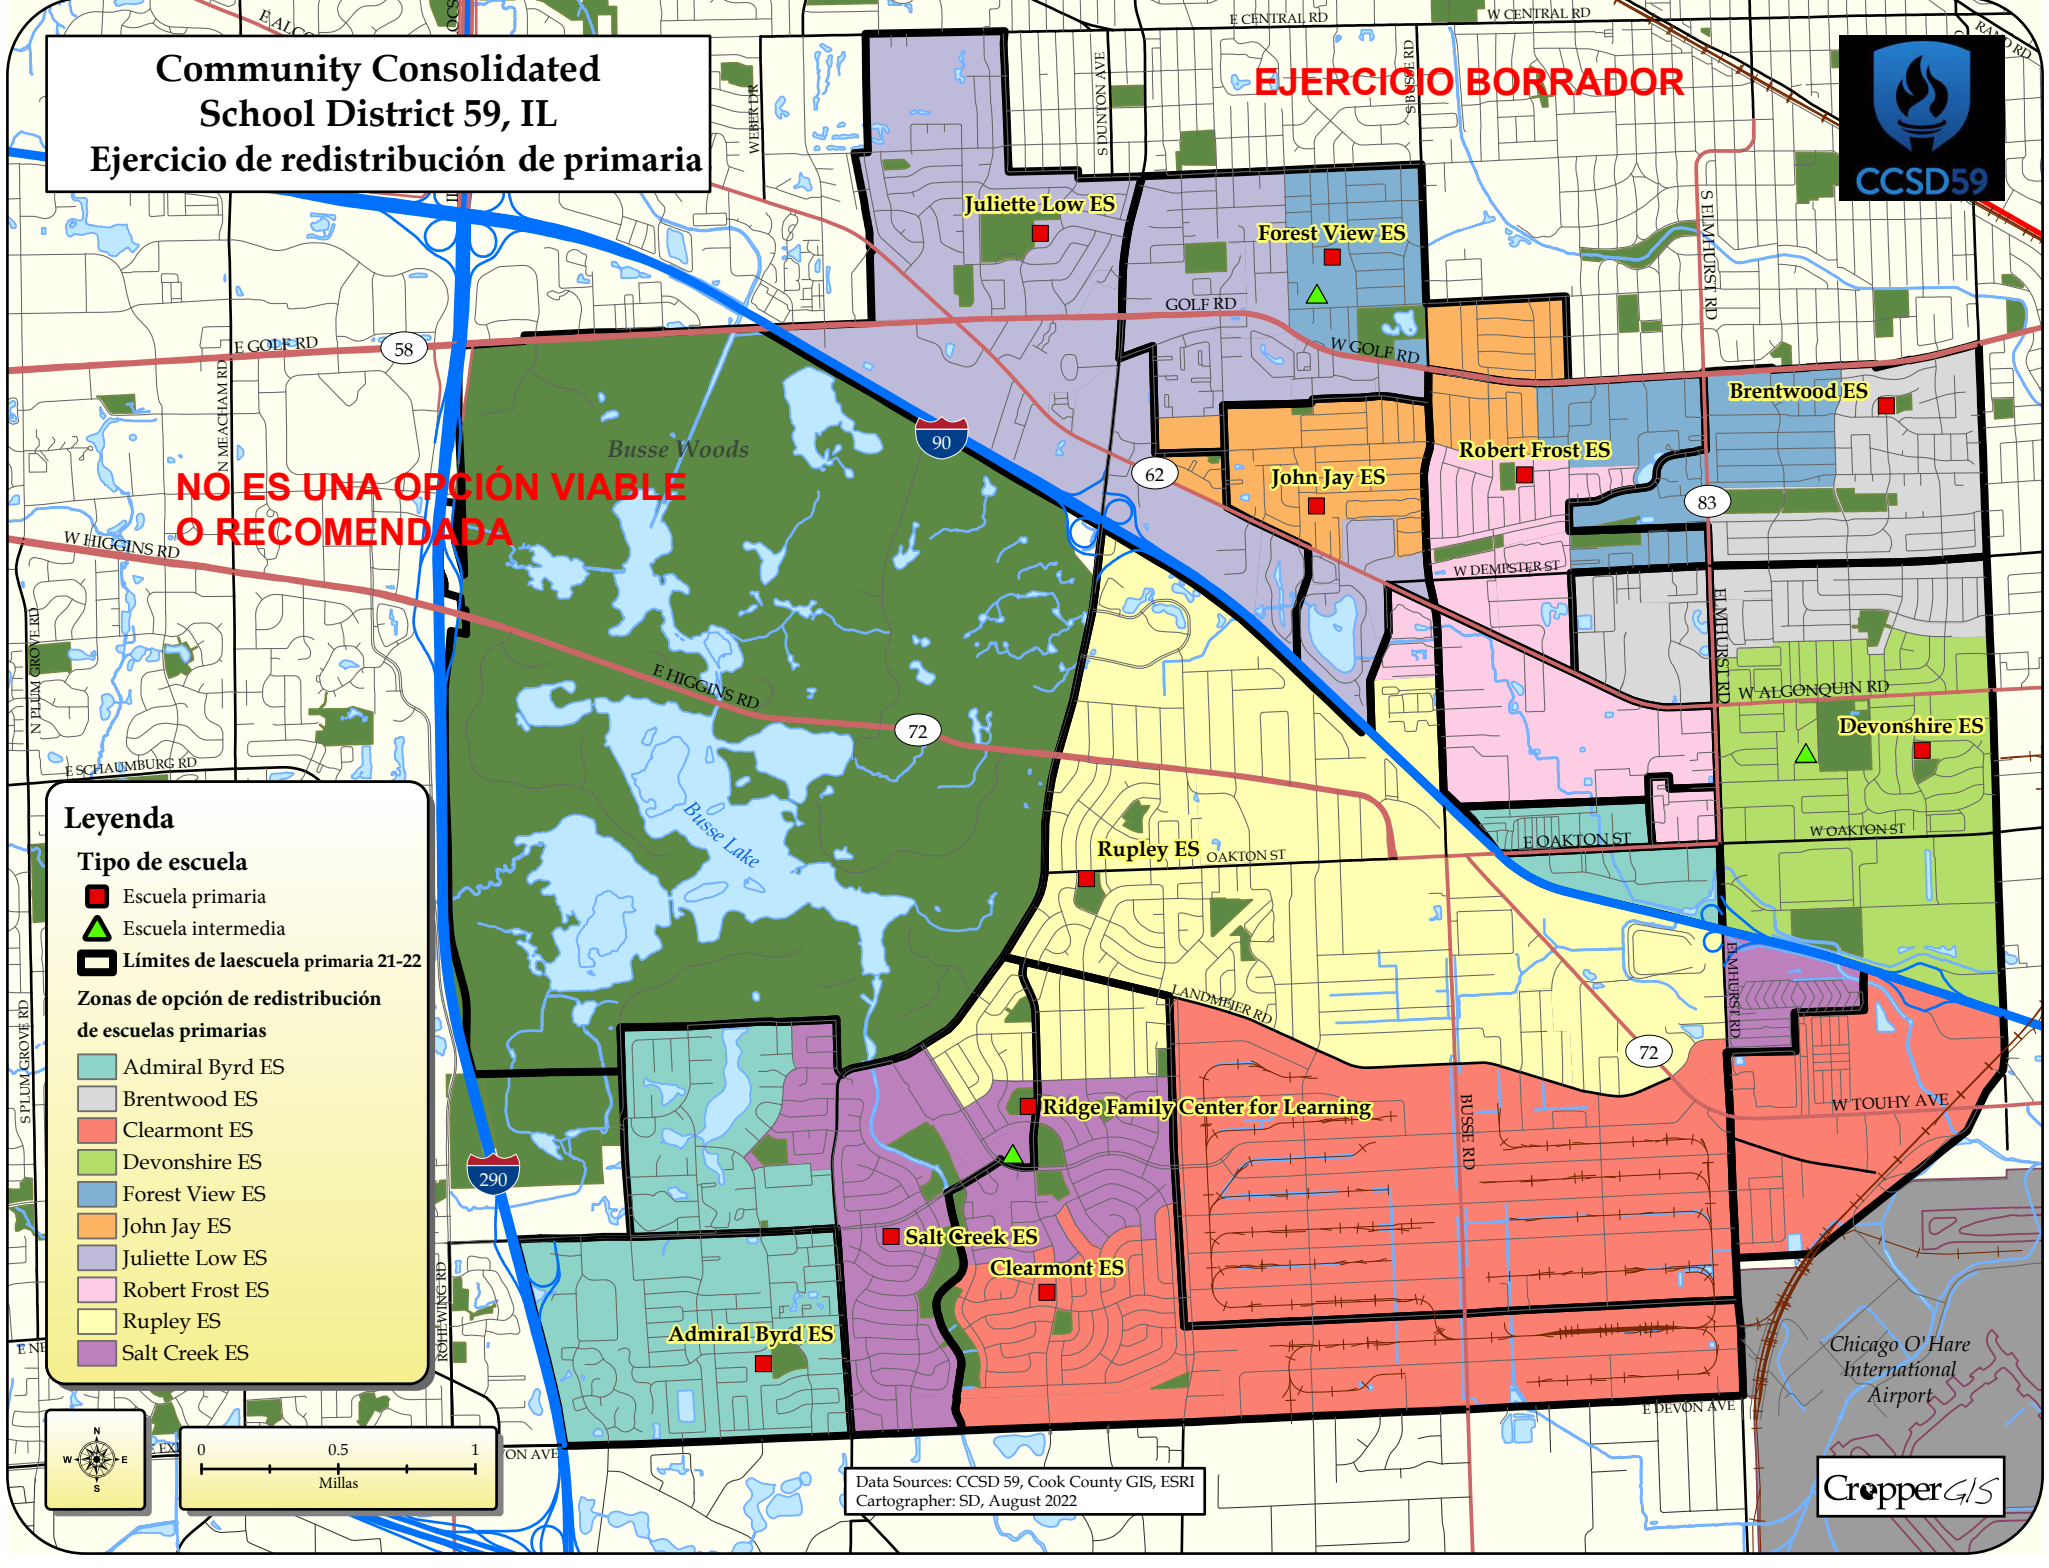 Community Consolidated
School District 59, IL
Ejercicio de redistribución de primaria
EJERCICIO BORRADOR
CCSD59
NO ES UNA OPCIÓN VIABLE
O RECOMENDADA
E CENTRAL RD
W CENTRAL RD
RAND RD
WEBER DR
S DUNTON AVE
S BUSSE RD
S ELMHURST RD
Juliette Low ES
Forest View ES
GOLF RD
W GOLF RD
E GOLF RD
58
N MEACHAM RD
Brentwood ES
Busse Woods
90
62
Robert Frost ES
John Jay ES
83
W HIGGINS RD
W DEMPSTER ST
N PLUM GROVE RD
ELMHURST RD
E HIGGINS RD
72
W ALGONQUIN RD
Devonshire ES
E SCHAUMBURG RD
Busse Lake
Rupley ES
OAKTON ST
E OAKTON ST
W OAKTON ST
LANDMEIER RD
ELMHURST RD
72
BUSSE RD
W TOUHY AVE
S PLUM GROVE RD
Ridge Family Center for Learning
290
Salt Creek ES
Clearmont ES
Admiral Byrd ES
ROHLWING RD
E DEVON AVE
Chicago O'Hare
International
Airport
Leyenda
Tipo de escuela
Escuela primaria
Escuela intermedia
Límites de laescuela primaria 21-22
Zonas de opción de redistribución
de escuelas primarias
Admiral Byrd ES
Brentwood ES
Clearmont ES
Devonshire ES
Forest View ES
John Jay ES
Juliette Low ES
Robert Frost ES
Rupley ES
Salt Creek ES
N
W E
S
0 0.5 1
Millas
Data Sources: CCSD 59, Cook County GIS, ESRI
Cartographer: SD, August 2022
Cropper GIS